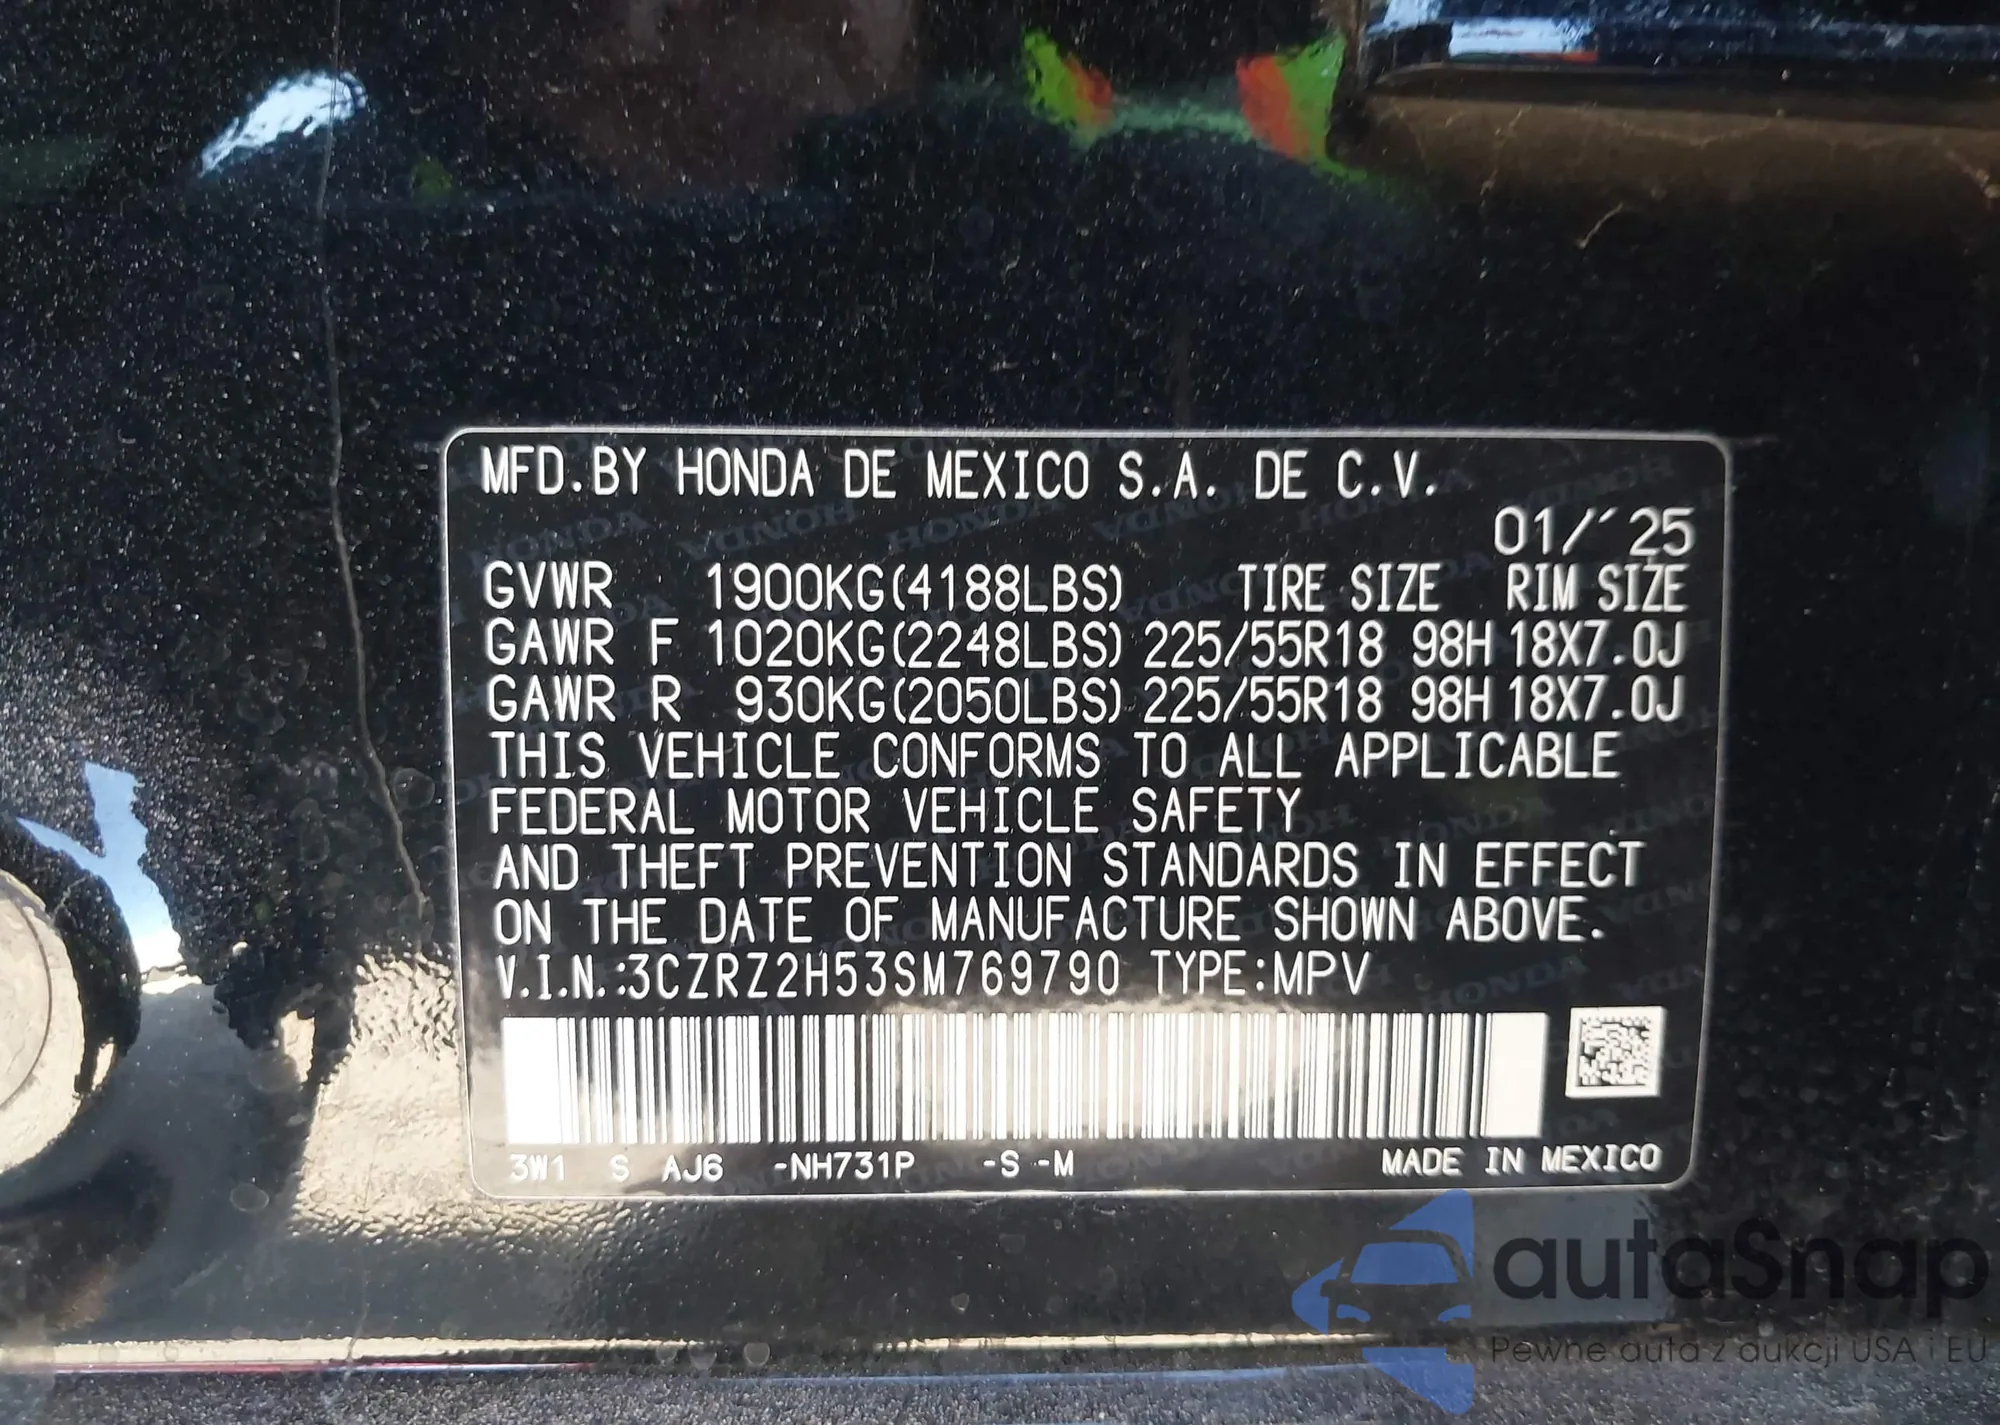 MFD.BY HONDA DE MEXICO S.A. DE C.V.
01/´25
GVWR 1900KG(4188LBS) TIRE SIZE RIM SIZE
GAWR F 1020KG(2248LBS) 225/55R18 98H 18X7.0J
GAWR R 930KG(2050LBS) 225/55R18 98H 18X7.0J
THIS VEHICLE CONFORMS TO ALL APPLICABLE
FEDERAL MOTOR VEHICLE SAFETY
AND THEFT PREVENTION STANDARDS IN EFFECT
ON THE DATE OF MANUFACTURE SHOWN ABOVE.
V.I.N.:3CZRZ2H53SM769790 TYPE:MPV
3W1 S AJ6 -NH731P -S -M MADE IN MEXICO
autaSnap
Pewne auta z aukcji USA i EU